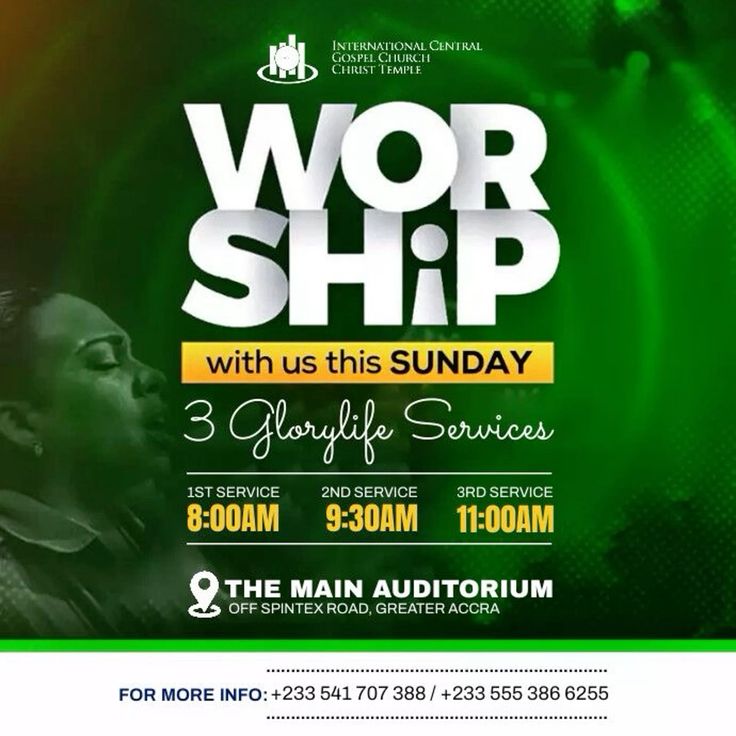 INTERNATIONAL CENTRAL
GOSPEL CHURCH
CHRIST TEMPLE
WOR
SHiP
with us this SUNDAY
3 Glorylife Services
1ST SERVICE 2ND SERVICE 3RD SERVICE
8:00AM 9:30AM 11:00AM
THE MAIN AUDITORIUM
OFF SPINTEX ROAD, GREATER ACCRA
FOR MORE INFO: +233 541 707 388 / +233 555 386 6255